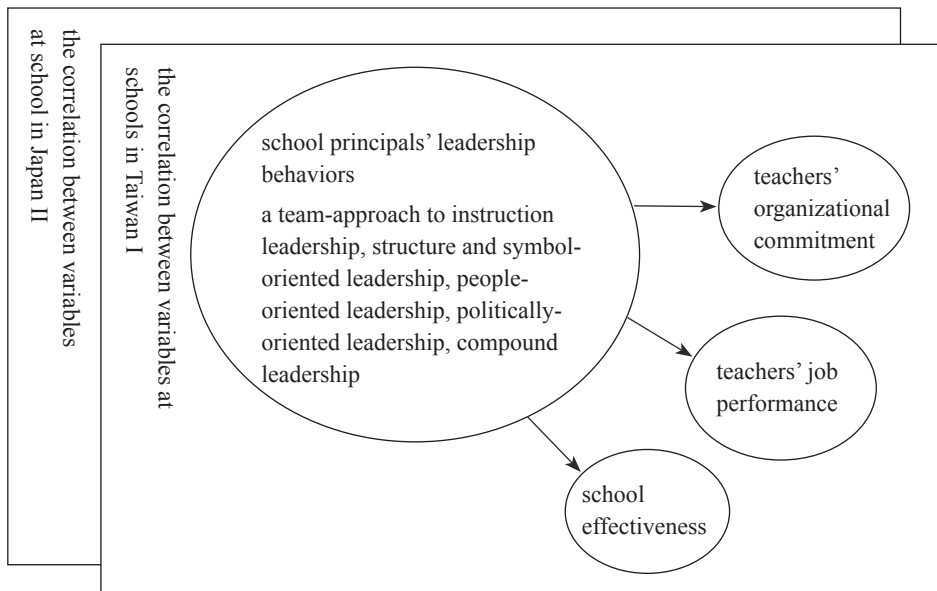 the correlation between variables
at school in Japan II
the correlation between variables at
schools in Taiwan I
school principals’ leadership
behaviors
a team-approach to instruction
leadership, structure and symbol-
oriented leadership, people-
oriented leadership, politically-
oriented leadership, compound
leadership
teachers’
organizational
commitment
teachers’ job
performance
school
effectiveness